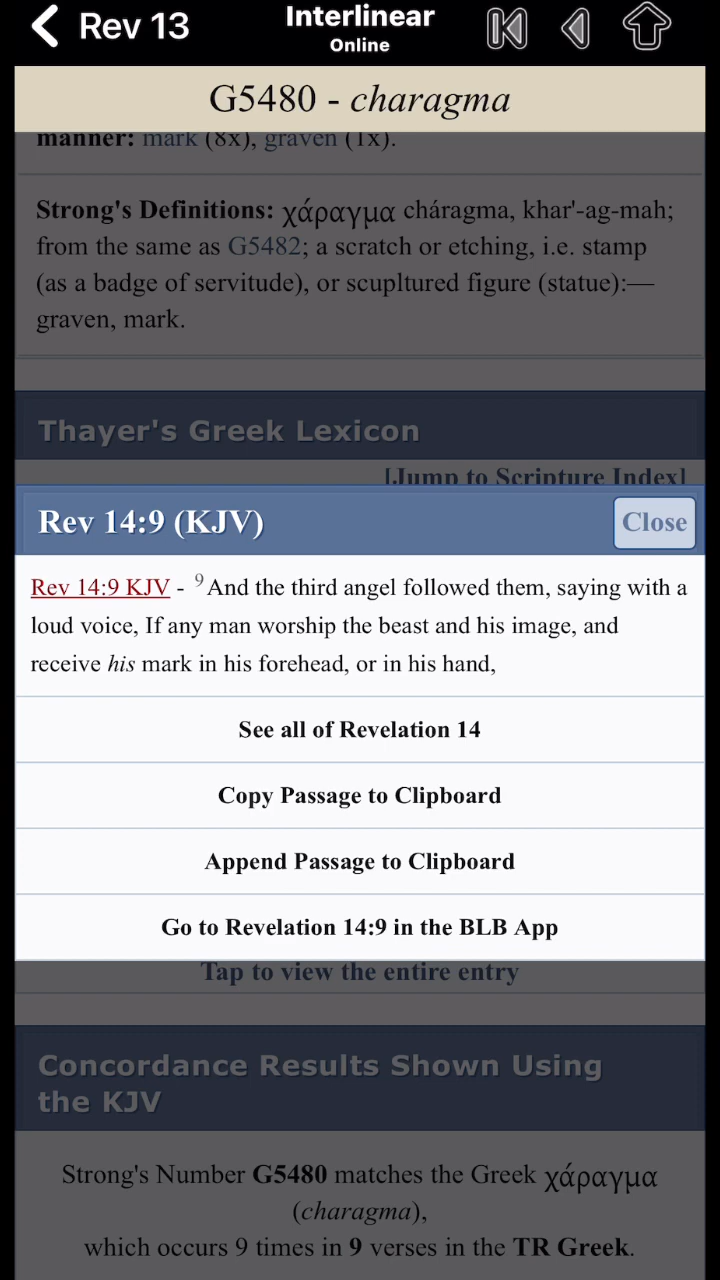 Rev 13
Interlinear
Online
G5480 - charagma
manner: mark (8x), graven (1x).
Strong's Definitions: χάραγμα cháragma, khar'-ag-mah;
from the same as G5482; a scratch or etching, i.e. stamp
(as a badge of servitude), or scupltured figure (statue):—
graven, mark.
Thayer's Greek Lexicon
[Jump to Scripture Index]
Rev 14:9 (KJV)
Close
Rev 14:9 KJV - 9 And the third angel followed them, saying with a
loud voice, If any man worship the beast and his image, and
receive his mark in his forehead, or in his hand,
See all of Revelation 14
Copy Passage to Clipboard
Append Passage to Clipboard
Go to Revelation 14:9 in the BLB App
Tap to view the entire entry
Concordance Results Shown Using
the KJV
Strong's Number G5480 matches the Greek χάραγμα
(charagma),
which occurs 9 times in 9 verses in the TR Greek.